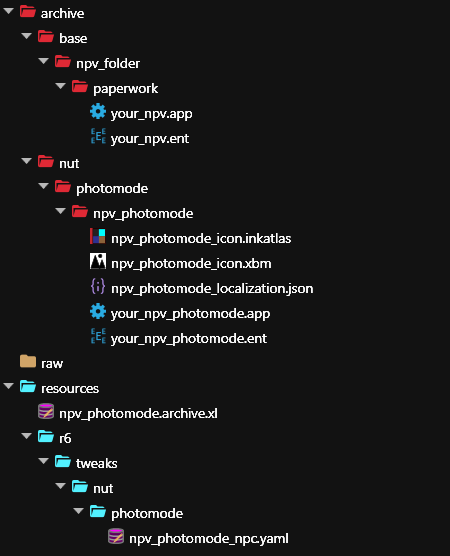 archive
base
npv_folder
paperwork
your_npv.app
your_npv.ent
nut
photomode
npv_photomode
npv_photomode_icon.inkatlas
npv_photomode_icon.xbm
npv_photomode_localization.json
your_npv_photomode.app
your_npv_photomode.ent
raw
resources
npv_photomode.archive.xl
r6
tweaks
nut
photomode
npv_photomode_npc.yaml